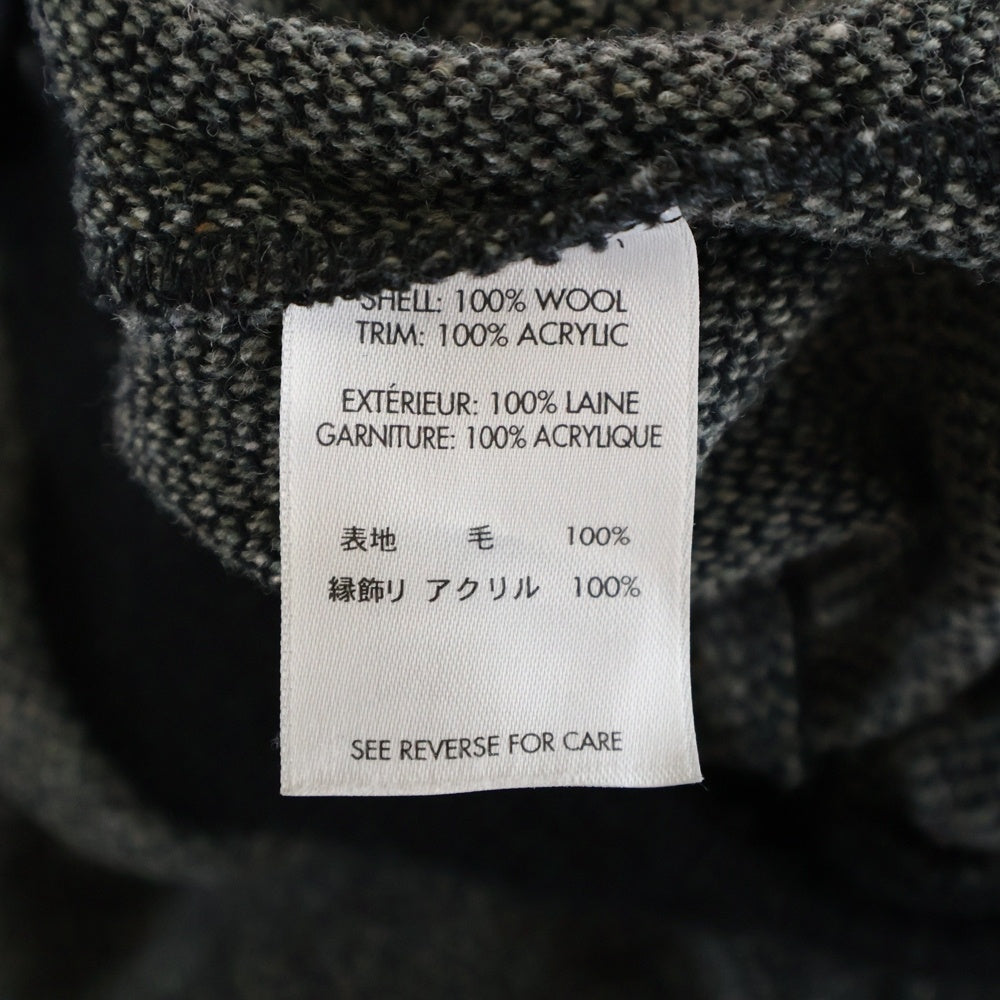 SHELL: 100% WOOL
TRIM: 100% ACRYLIC
EXTÉRIEUR: 100% LAINE
GARNITURE: 100% ACRYLIQUE
表地 毛 100%
縁飾り アクリル 100%
SEE REVERSE FOR CARE